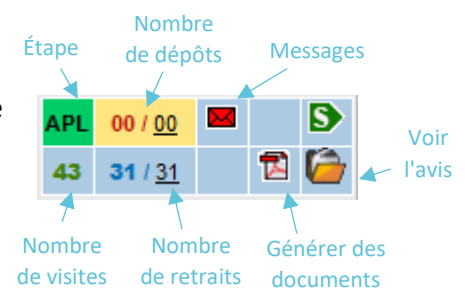 Nombre
de dépôts
Étape
Messages
e
APL 00 / 00 S
43 31 / 31
Voir
l'avis
Nombre
de visites
Nombre
de retraits
Générer des
documents